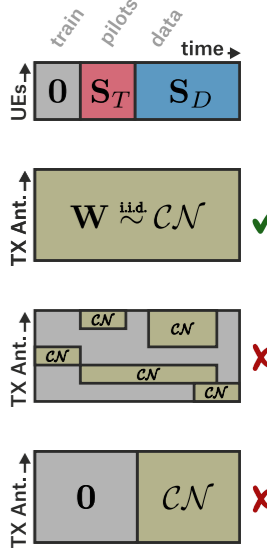 train pilots data
time
UEs 0 S_T S_D
TX Ant. W i.i.d. ~ CN ✓
TX Ant. CN CN CN CN CN ✗
TX Ant. 0 CN ✗